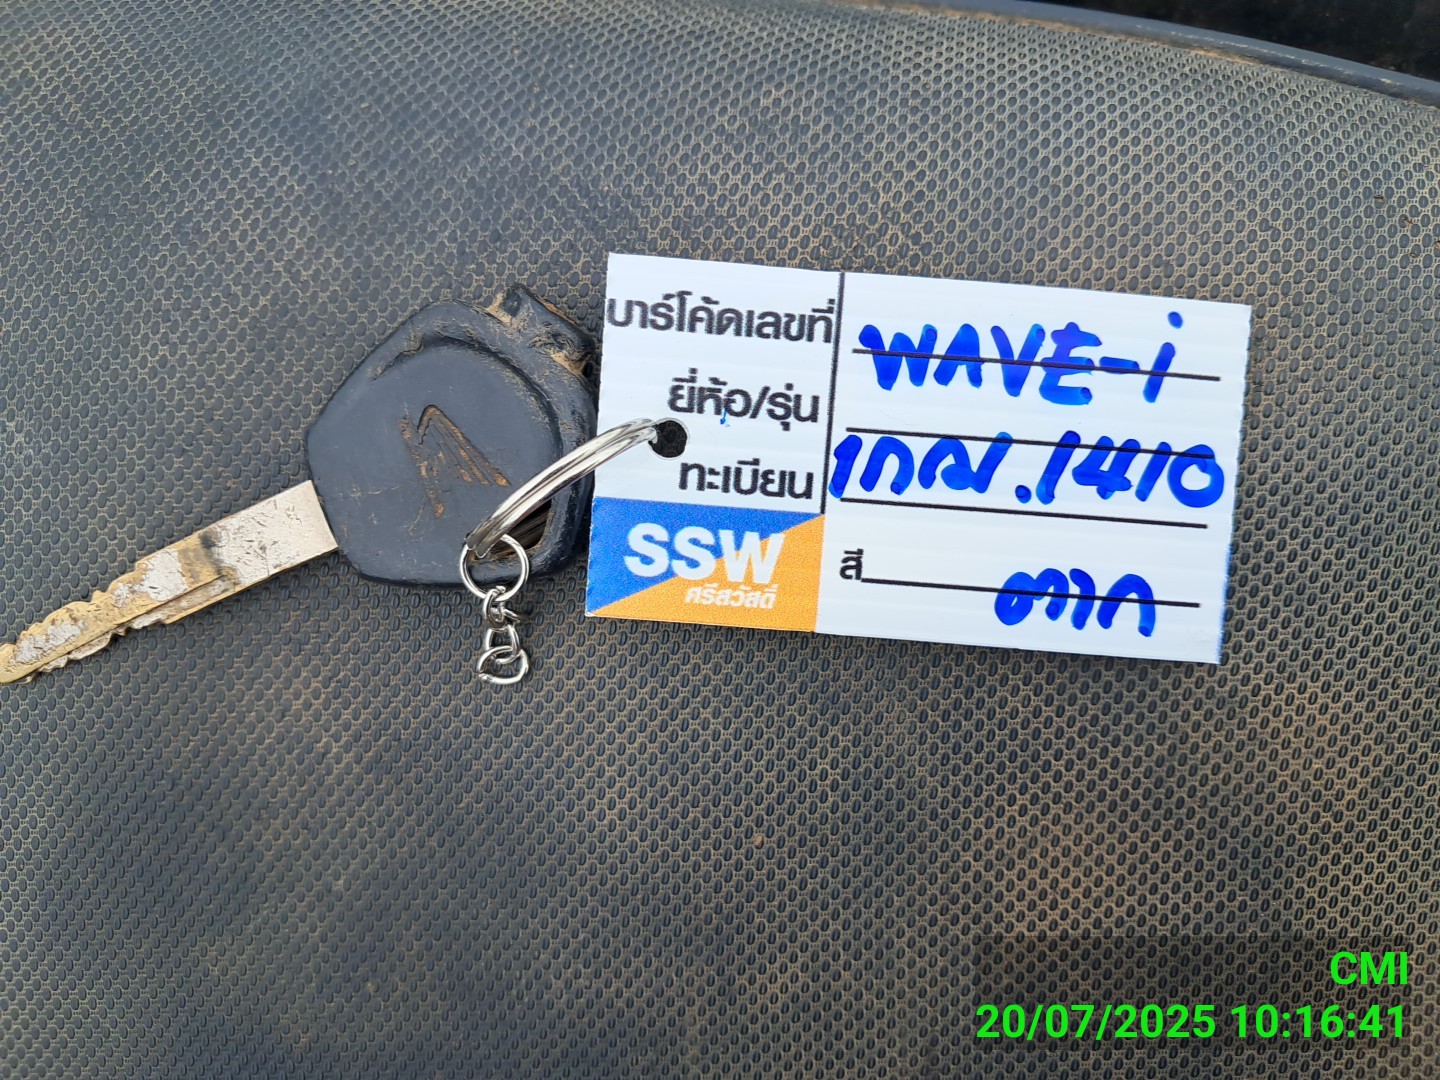 บาร์โค้ดเลขที่
WAVE-i
ยี่ห้อ/รุ่น
ทะเบียน
1กฌ.1410
SSW
ศรีสวัสดิ์
สี
ตาก
CMI
20/07/2025 10:16:41